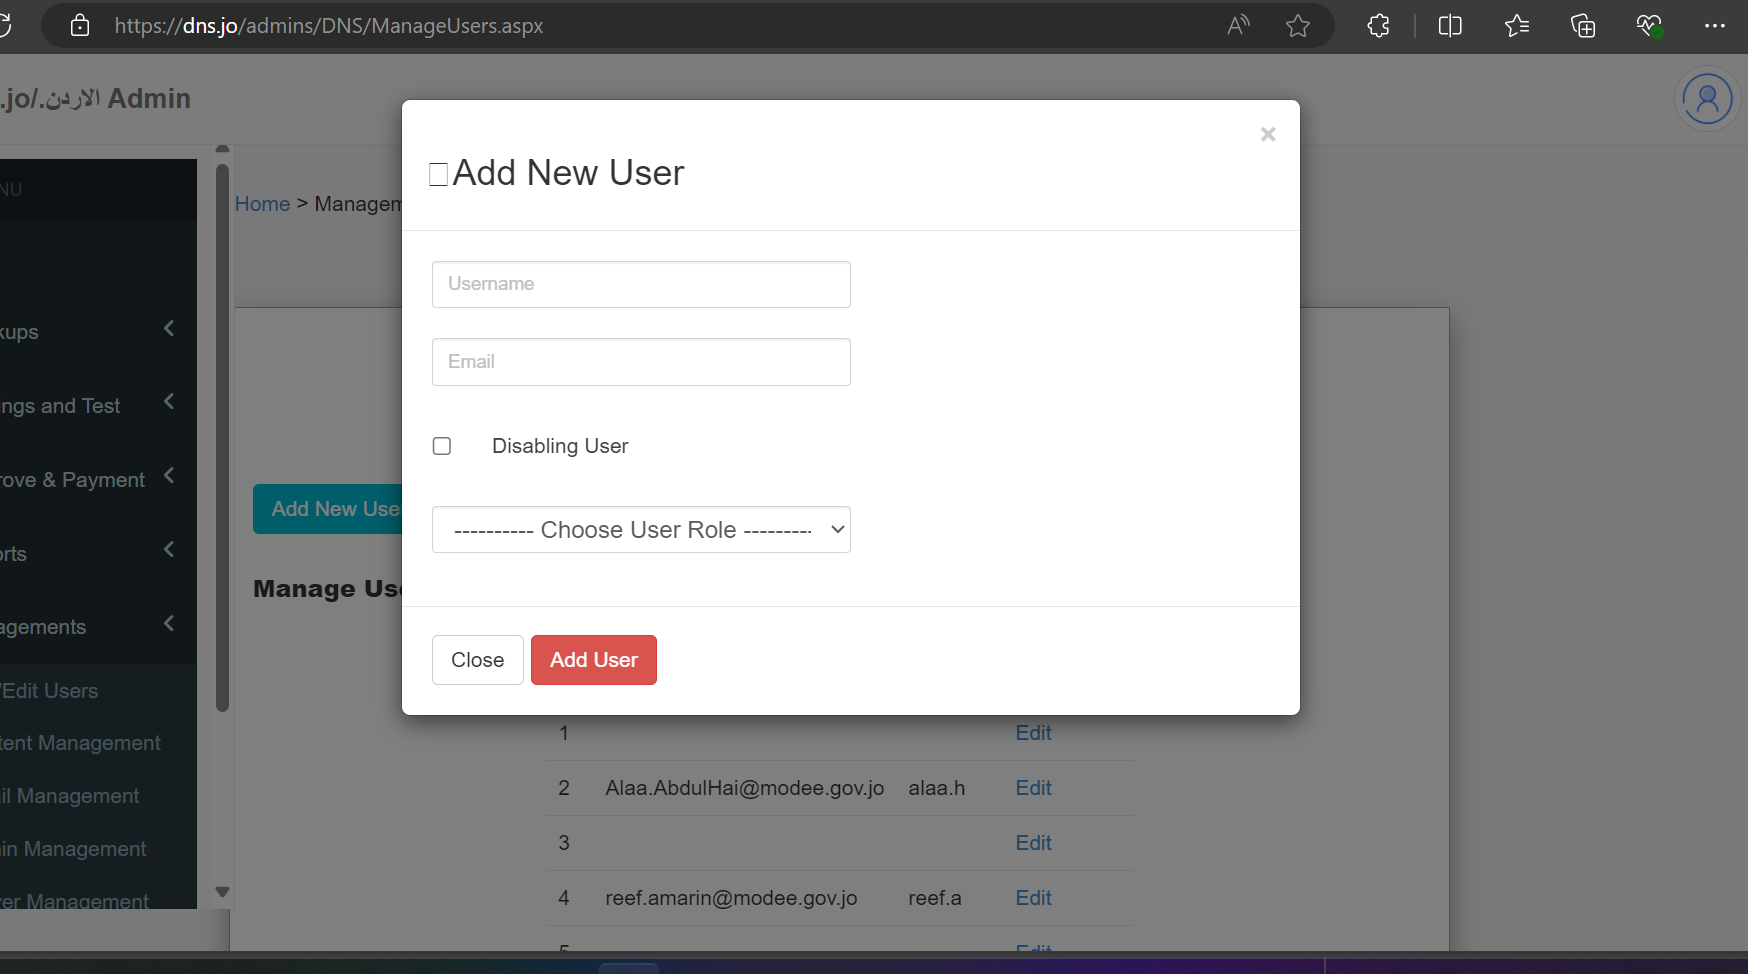 https://dns.jo/admins/DNS/ManageUsers.aspx
.jo/.الاردن Admin
NU
Home > Managem
kups
ings and Test
rove & Payment
orts
agements
/Edit Users
tent Management
il Management
in Management
er Management
Add New Use
Manage Us
Add New User
×
Username
Email
Disabling User
---------- Choose User Role ---------
Close
Add User
1 Edit
2 Alaa.AbdulHai@modee.gov.jo alaa.h Edit
3 Edit
4 reef.amarin@modee.gov.jo reef.a Edit
5 Edit